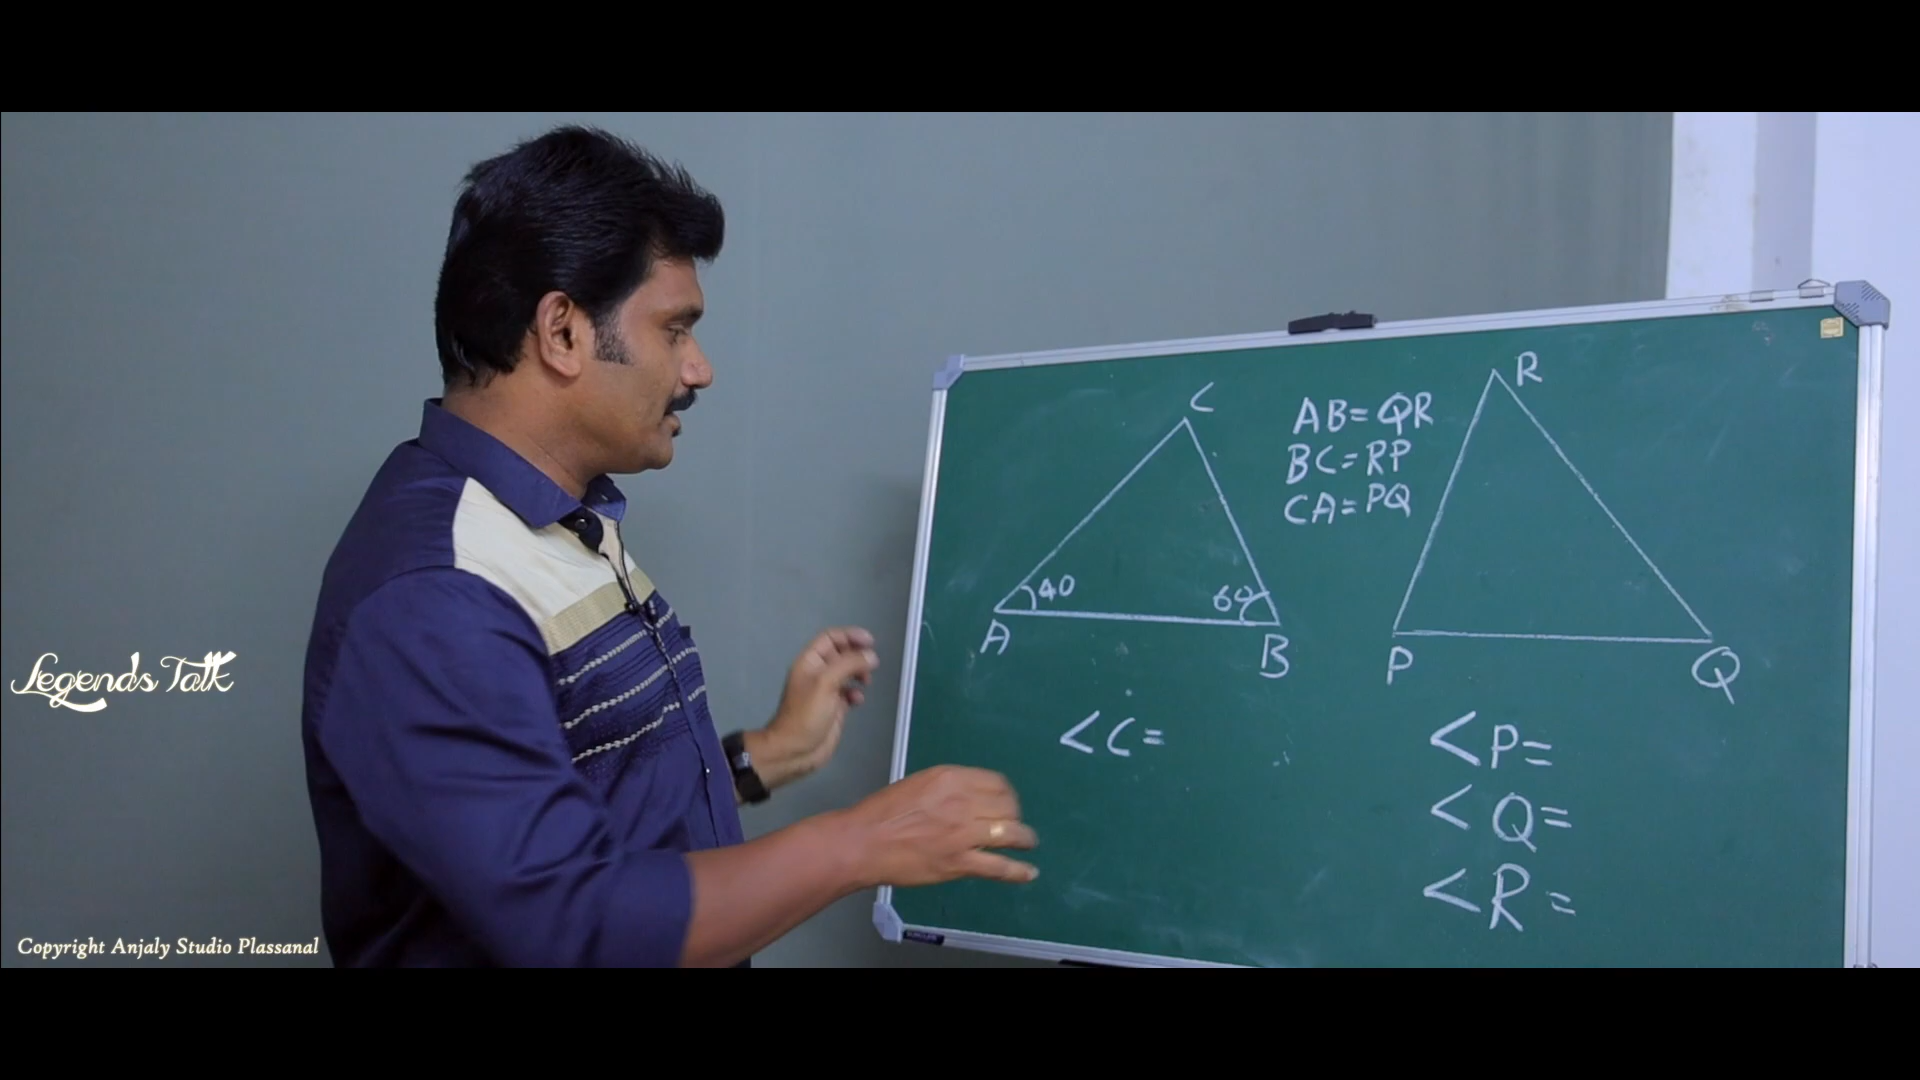 C
R
AB=QR
BC=RP
CA=PQ
40
60
A
B
P
Q
<C=
<P=
<Q=
<R=
Legends Talk
Copyright Anjaly Studio Plassanal